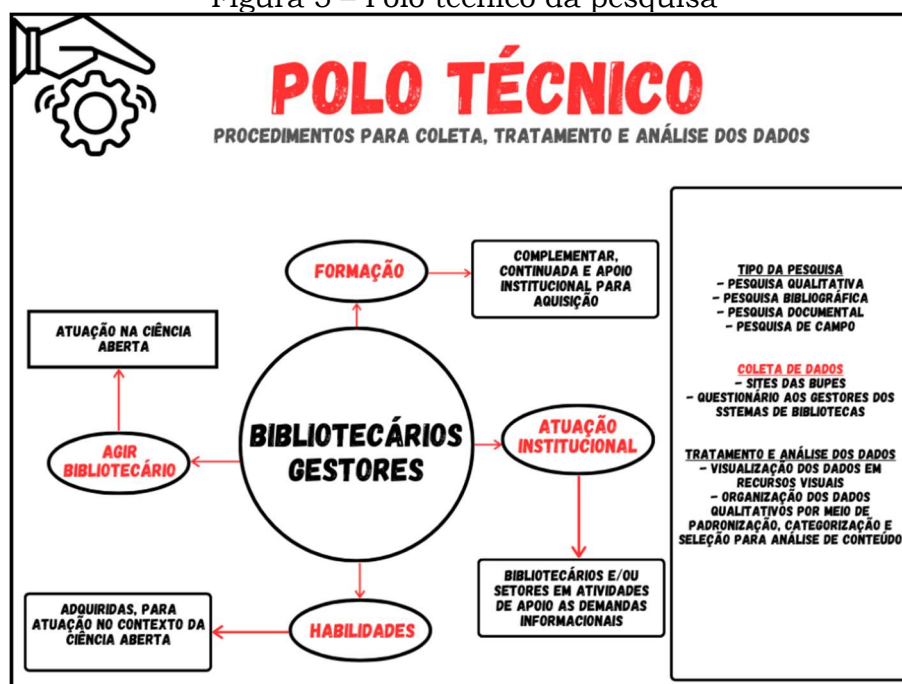 Figura 5 – Polo técnico da pesquisa
POLO TÉCNICO
PROCEDIMENTOS PARA COLETA, TRATAMENTO E ANÁLISE DOS DADOS
FORMAÇÃO
COMPLEMENTAR,
CONTINUADA E APOIO
INSTITUCIONAL PARA
AQUISIÇÃO
ATUAÇÃO NA CIÊNCIA
ABERTA
AGIR
BIBLIOTECÁRIO
BIBLIOTECÁRIOS
GESTORES
ATUAÇÃO
INSTITUCIONAL
BIBLIOTECÁRIOS E/OU
SETORES EM ATIVIDADES
DE APOIO AS DEMANDAS
INFORMACIONAIS
HABILIDADES
ADQUIRIDAS, PARA
ATUAÇÃO NO CONTEXTO DA
CIÊNCIA ABERTA
TIPO DA PESQUISA
– PESQUISA QUALITATIVA
– PESQUISA BIBLIOGRÁFICA
– PESQUISA DOCUMENTAL
– PESQUISA DE CAMPO
COLETA DE DADOS
– SITES DAS BUPES
– QUESTIONÁRIO AOS GESTORES DOS
SSTEMAS DE BIBLIOTECAS
TRATAMENTO E ANÁLISE DOS DADOS
– VISUALIZAÇÃO DOS DADOS EM
RECURSOS VISUAIS
– ORGANIZAÇÃO DOS DADOS
QUALITATIVOS POR MEIO DE
PADRONIZAÇÃO, CATEGORIZAÇÃO E
SELEÇÃO PARA ANÁLISE DE CONTEÚDO